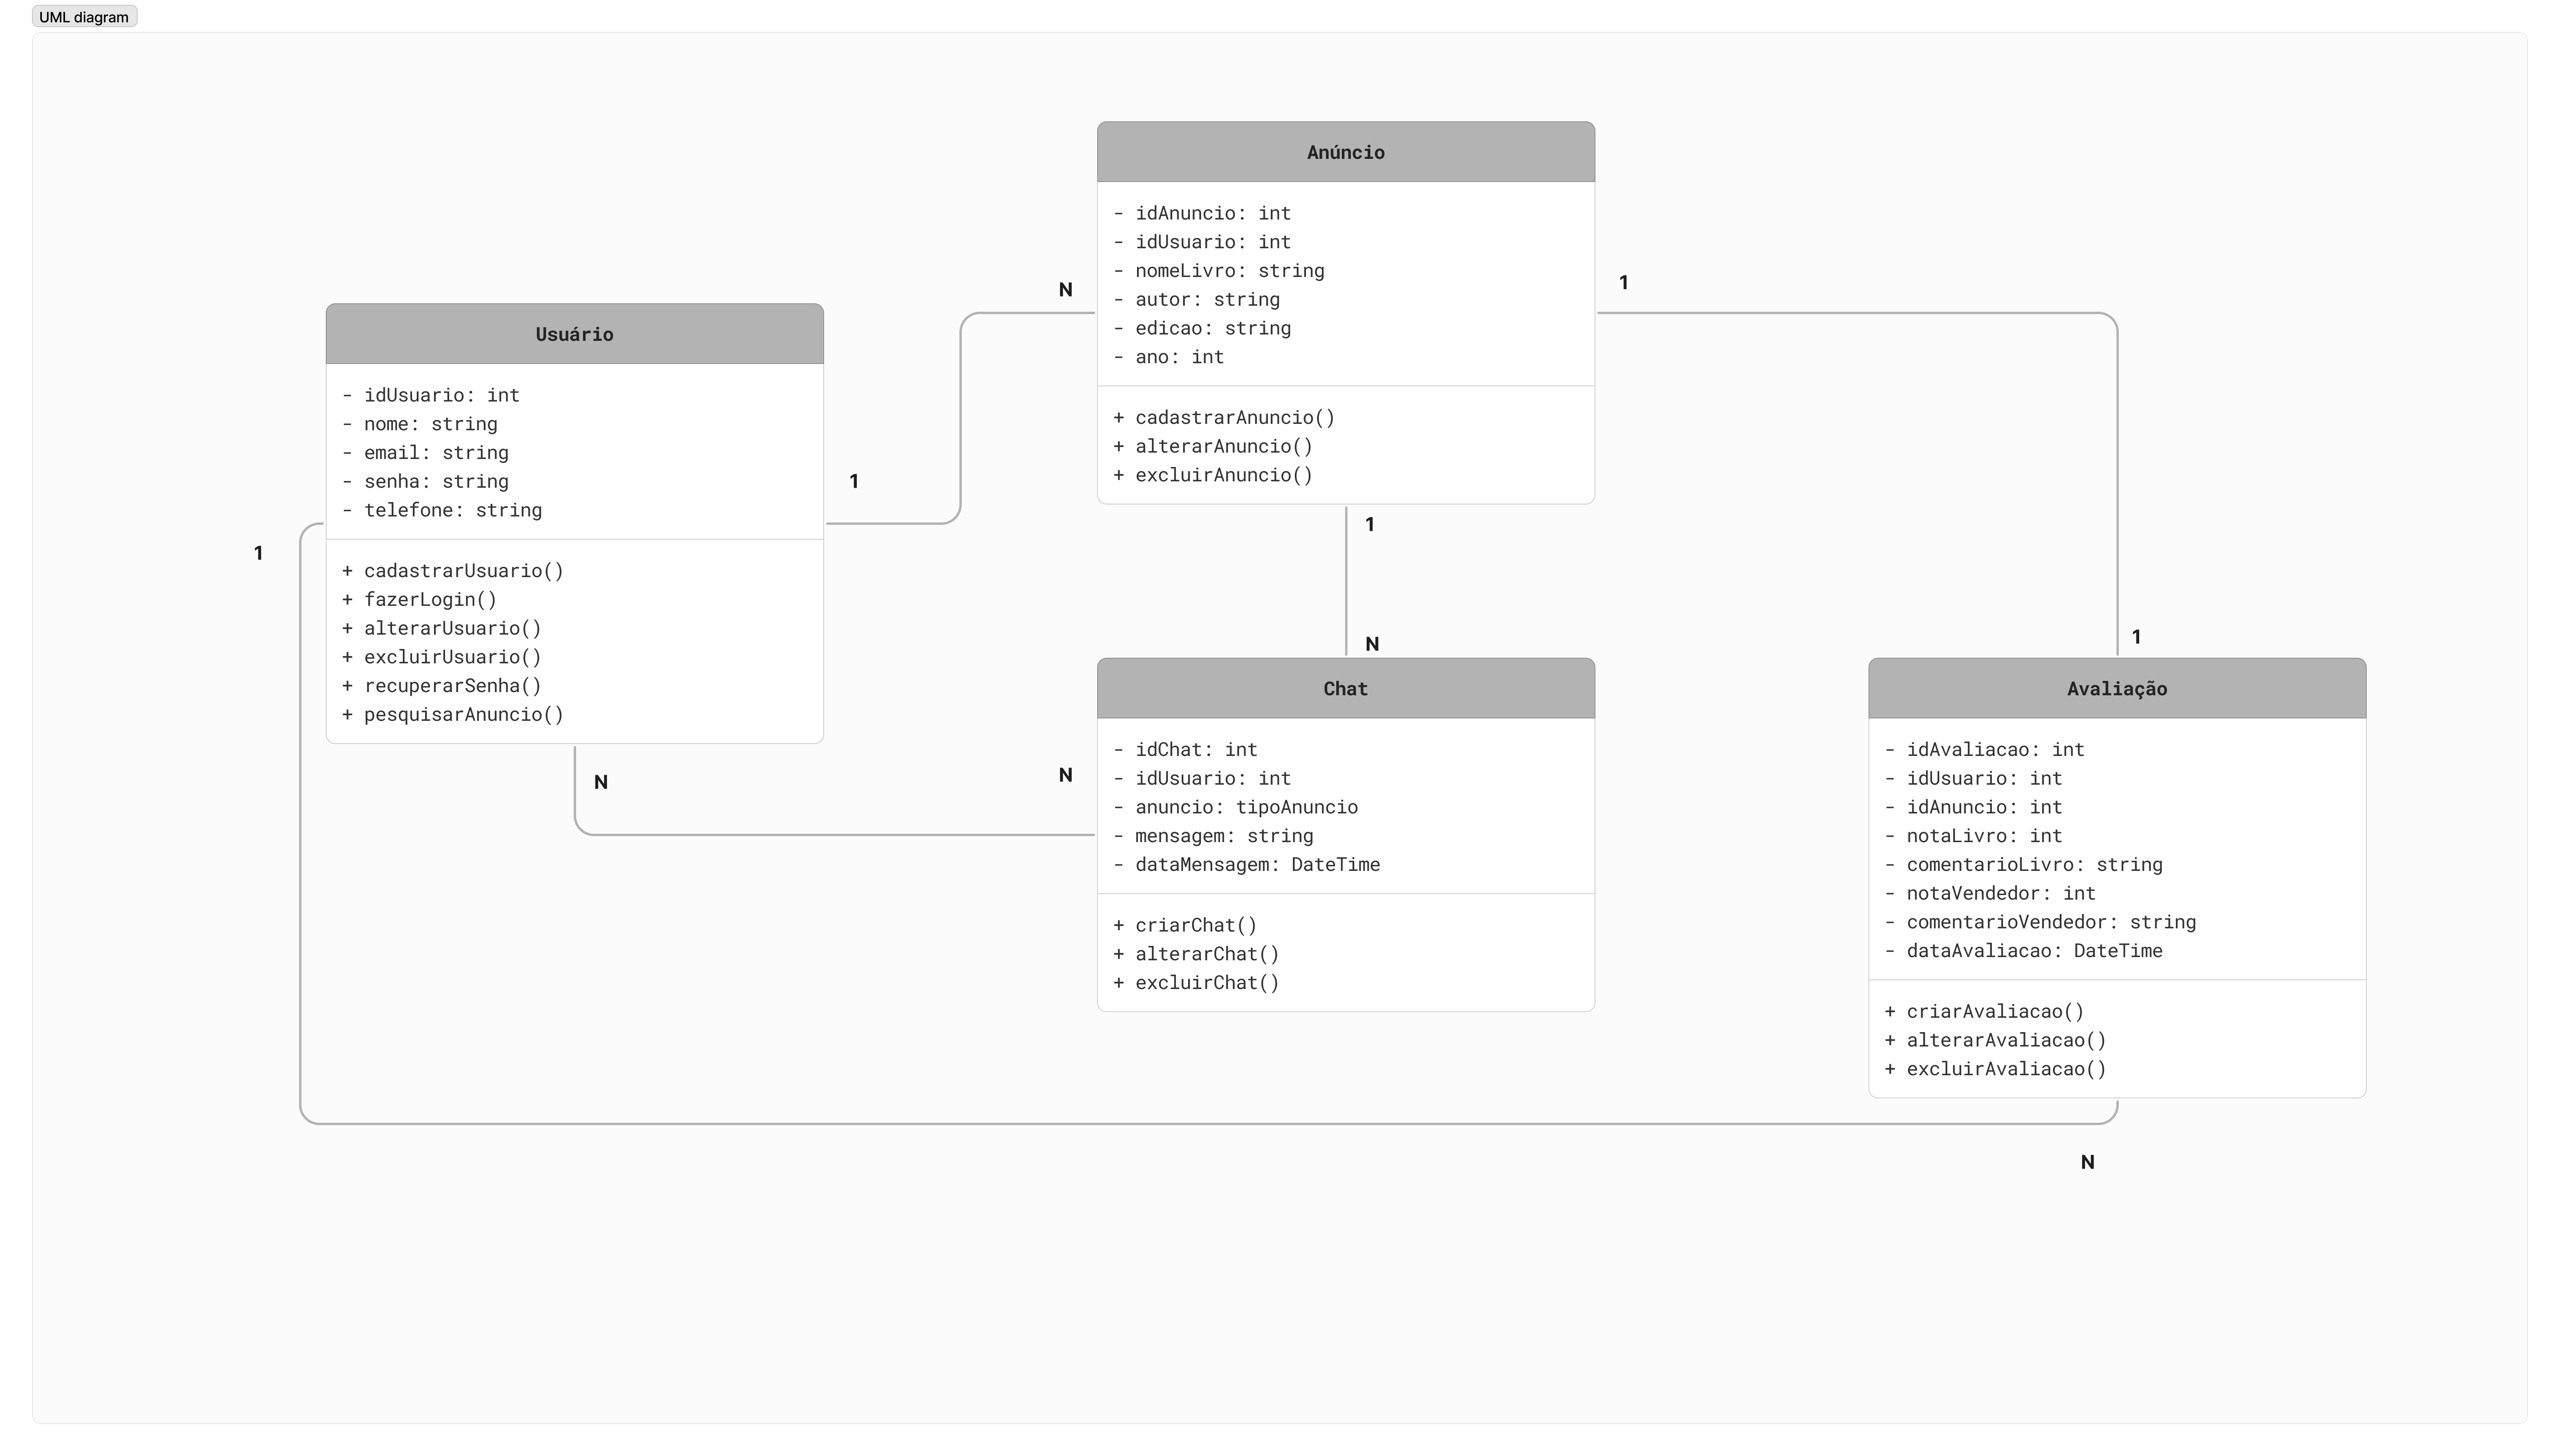 UML diagram
Usuário
- idUsuario: int
- nome: string
- email: string
- senha: string
- telefone: string
+ cadastrarUsuario()
+ fazerLogin()
+ alterarUsuario()
+ excluirUsuario()
+ recuperarSenha()
+ pesquisarAnuncio()
1
1
N
N
Anúncio
- idAnuncio: int
- idUsuario: int
- nomeLivro: string
- autor: string
- edicao: string
- ano: int
+ cadastrarAnuncio()
+ alterarAnuncio()
+ excluirAnuncio()
1
1
N
N
Chat
- idChat: int
- idUsuario: int
- anuncio: tipoAnuncio
- mensagem: string
- dataMensagem: DateTime
+ criarChat()
+ alterarChat()
+ excluirChat()
1
Avaliação
- idAvaliacao: int
- idUsuario: int
- idAnuncio: int
- notaLivro: int
- comentarioLivro: string
- notaVendedor: int
- comentarioVendedor: string
- dataAvaliacao: DateTime
+ criarAvaliacao()
+ alterarAvaliacao()
+ excluirAvaliacao()
N